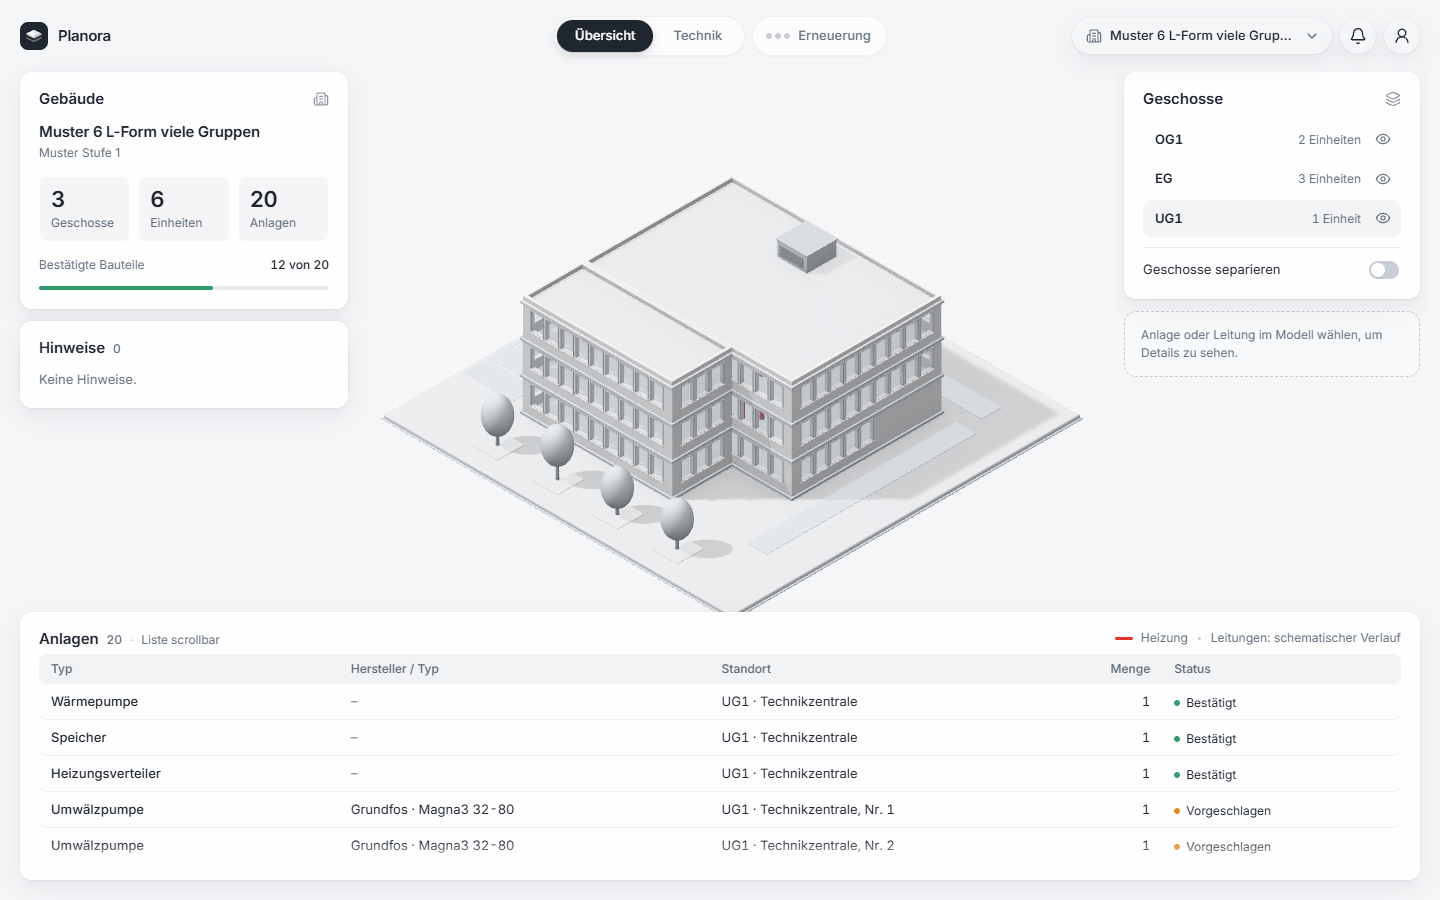 Planora
Übersicht
Technik
Erneuerung
Muster 6 L-Form viele Grup...
Gebäude
Muster 6 L-Form viele Gruppen
Muster Stufe 1
3 6 20
Geschosse Einheiten Anlagen
Bestätigte Bauteile 12 von 20
Hinweise 0
Keine Hinweise.
Geschosse
OG1 2 Einheiten
EG 3 Einheiten
UG1 1 Einheit
Geschosse separieren
Anlage oder Leitung im Modell wählen, um
Details zu sehen.
Anlagen 20 · Liste scrollbar
Heizung • Leitungen: schematischer Verlauf
Typ Hersteller / Typ Standort Menge Status
Wärmepumpe – UG1 · Technikzentrale 1 Bestätigt
Speicher – UG1 · Technikzentrale 1 Bestätigt
Heizungsverteiler – UG1 · Technikzentrale 1 Bestätigt
Umwälzpumpe Grundfos · Magna3 32-80 UG1 · Technikzentrale, Nr. 1 1 Vorgeschlagen
Umwälzpumpe Grundfos · Magna3 32-80 UG1 · Technikzentrale, Nr. 2 1 Vorgeschlagen